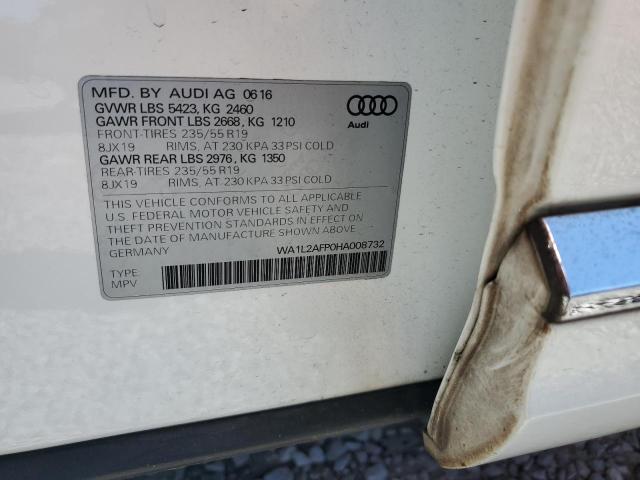 MFD. BY AUDI AG 06 16
GVWR LBS 5423, KG 2460
GAWR FRONT LBS 2668, KG 1210
FRONT-TIRES 235/55 R19
8JX19 RIMS, AT 230 KPA 33 PSI COLD
GAWR REAR LBS 2976, KG 1350
REAR-TIRES 235/55 R19
8JX19 RIMS, AT 230 KPA 33 PSI COLD
Audi
THIS VEHICLE CONFORMS TO ALL APPLICABLE
U.S. FEDERAL MOTOR VEHICLE SAFETY AND
THEFT PREVENTION STANDARDS IN EFFECT ON
THE DATE OF MANUFACTURE SHOWN ABOVE.
GERMANY WA1L2AFP0HA008732
TYPE:
MPV